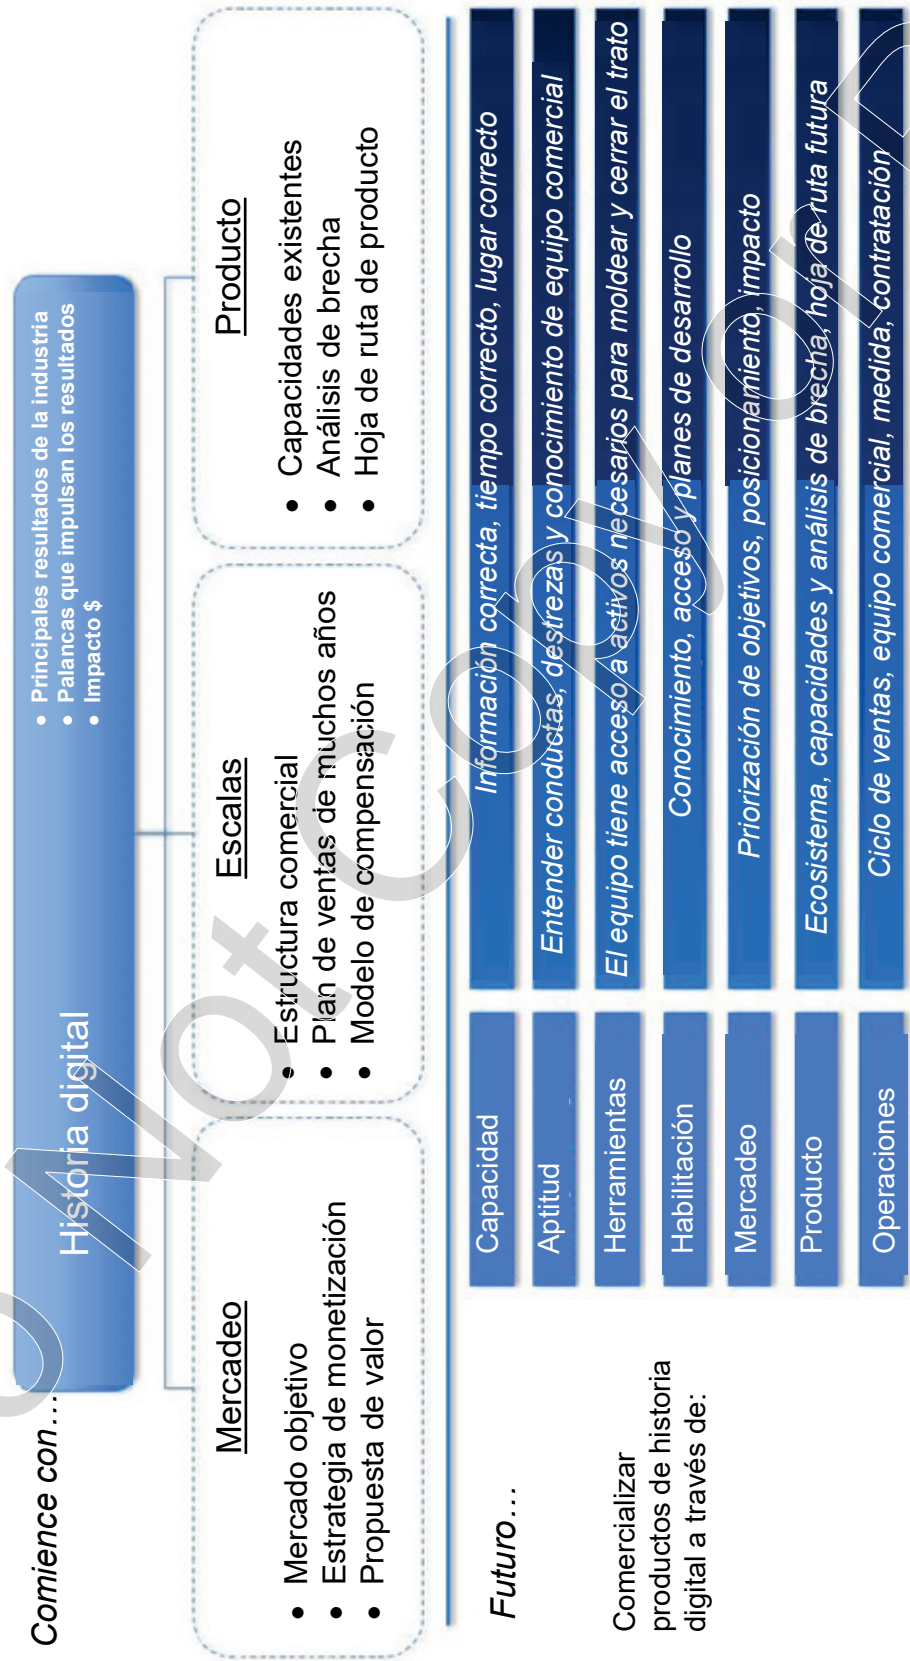 Comience con...
Historia digital
• Principales resultados de la industria
• Palancas que impulsan los resultados
• Impacto $
Mercadeo
• Mercado objetivo
• Estrategia de monetización
• Propuesta de valor
Escalas
• Estructura comercial
• Plan de ventas de muchos años
• Modelo de compensación
Producto
• Capacidades existentes
• Análisis de brecha
• Hoja de ruta de producto
Futuro...
Comercializar
productos de historia
digital a través de:
Capacidad
Información correcta, tiempo correcto, lugar correcto
Aptitud
Entender conductas, destrezas y conocimiento de equipo comercial
Herramientas
El equipo tiene acceso a activos necesarios para moldear y cerrar el trato
Habilitación
Conocimiento, acceso y planes de desarrollo
Mercadeo
Priorización de objetivos, posicionamiento, impacto
Producto
Ecosistema, capacidades y análisis de brecha, hoja de ruta futura
Operaciones
Ciclo de ventas, equipo comercial, medida, contratación
Not Copy or